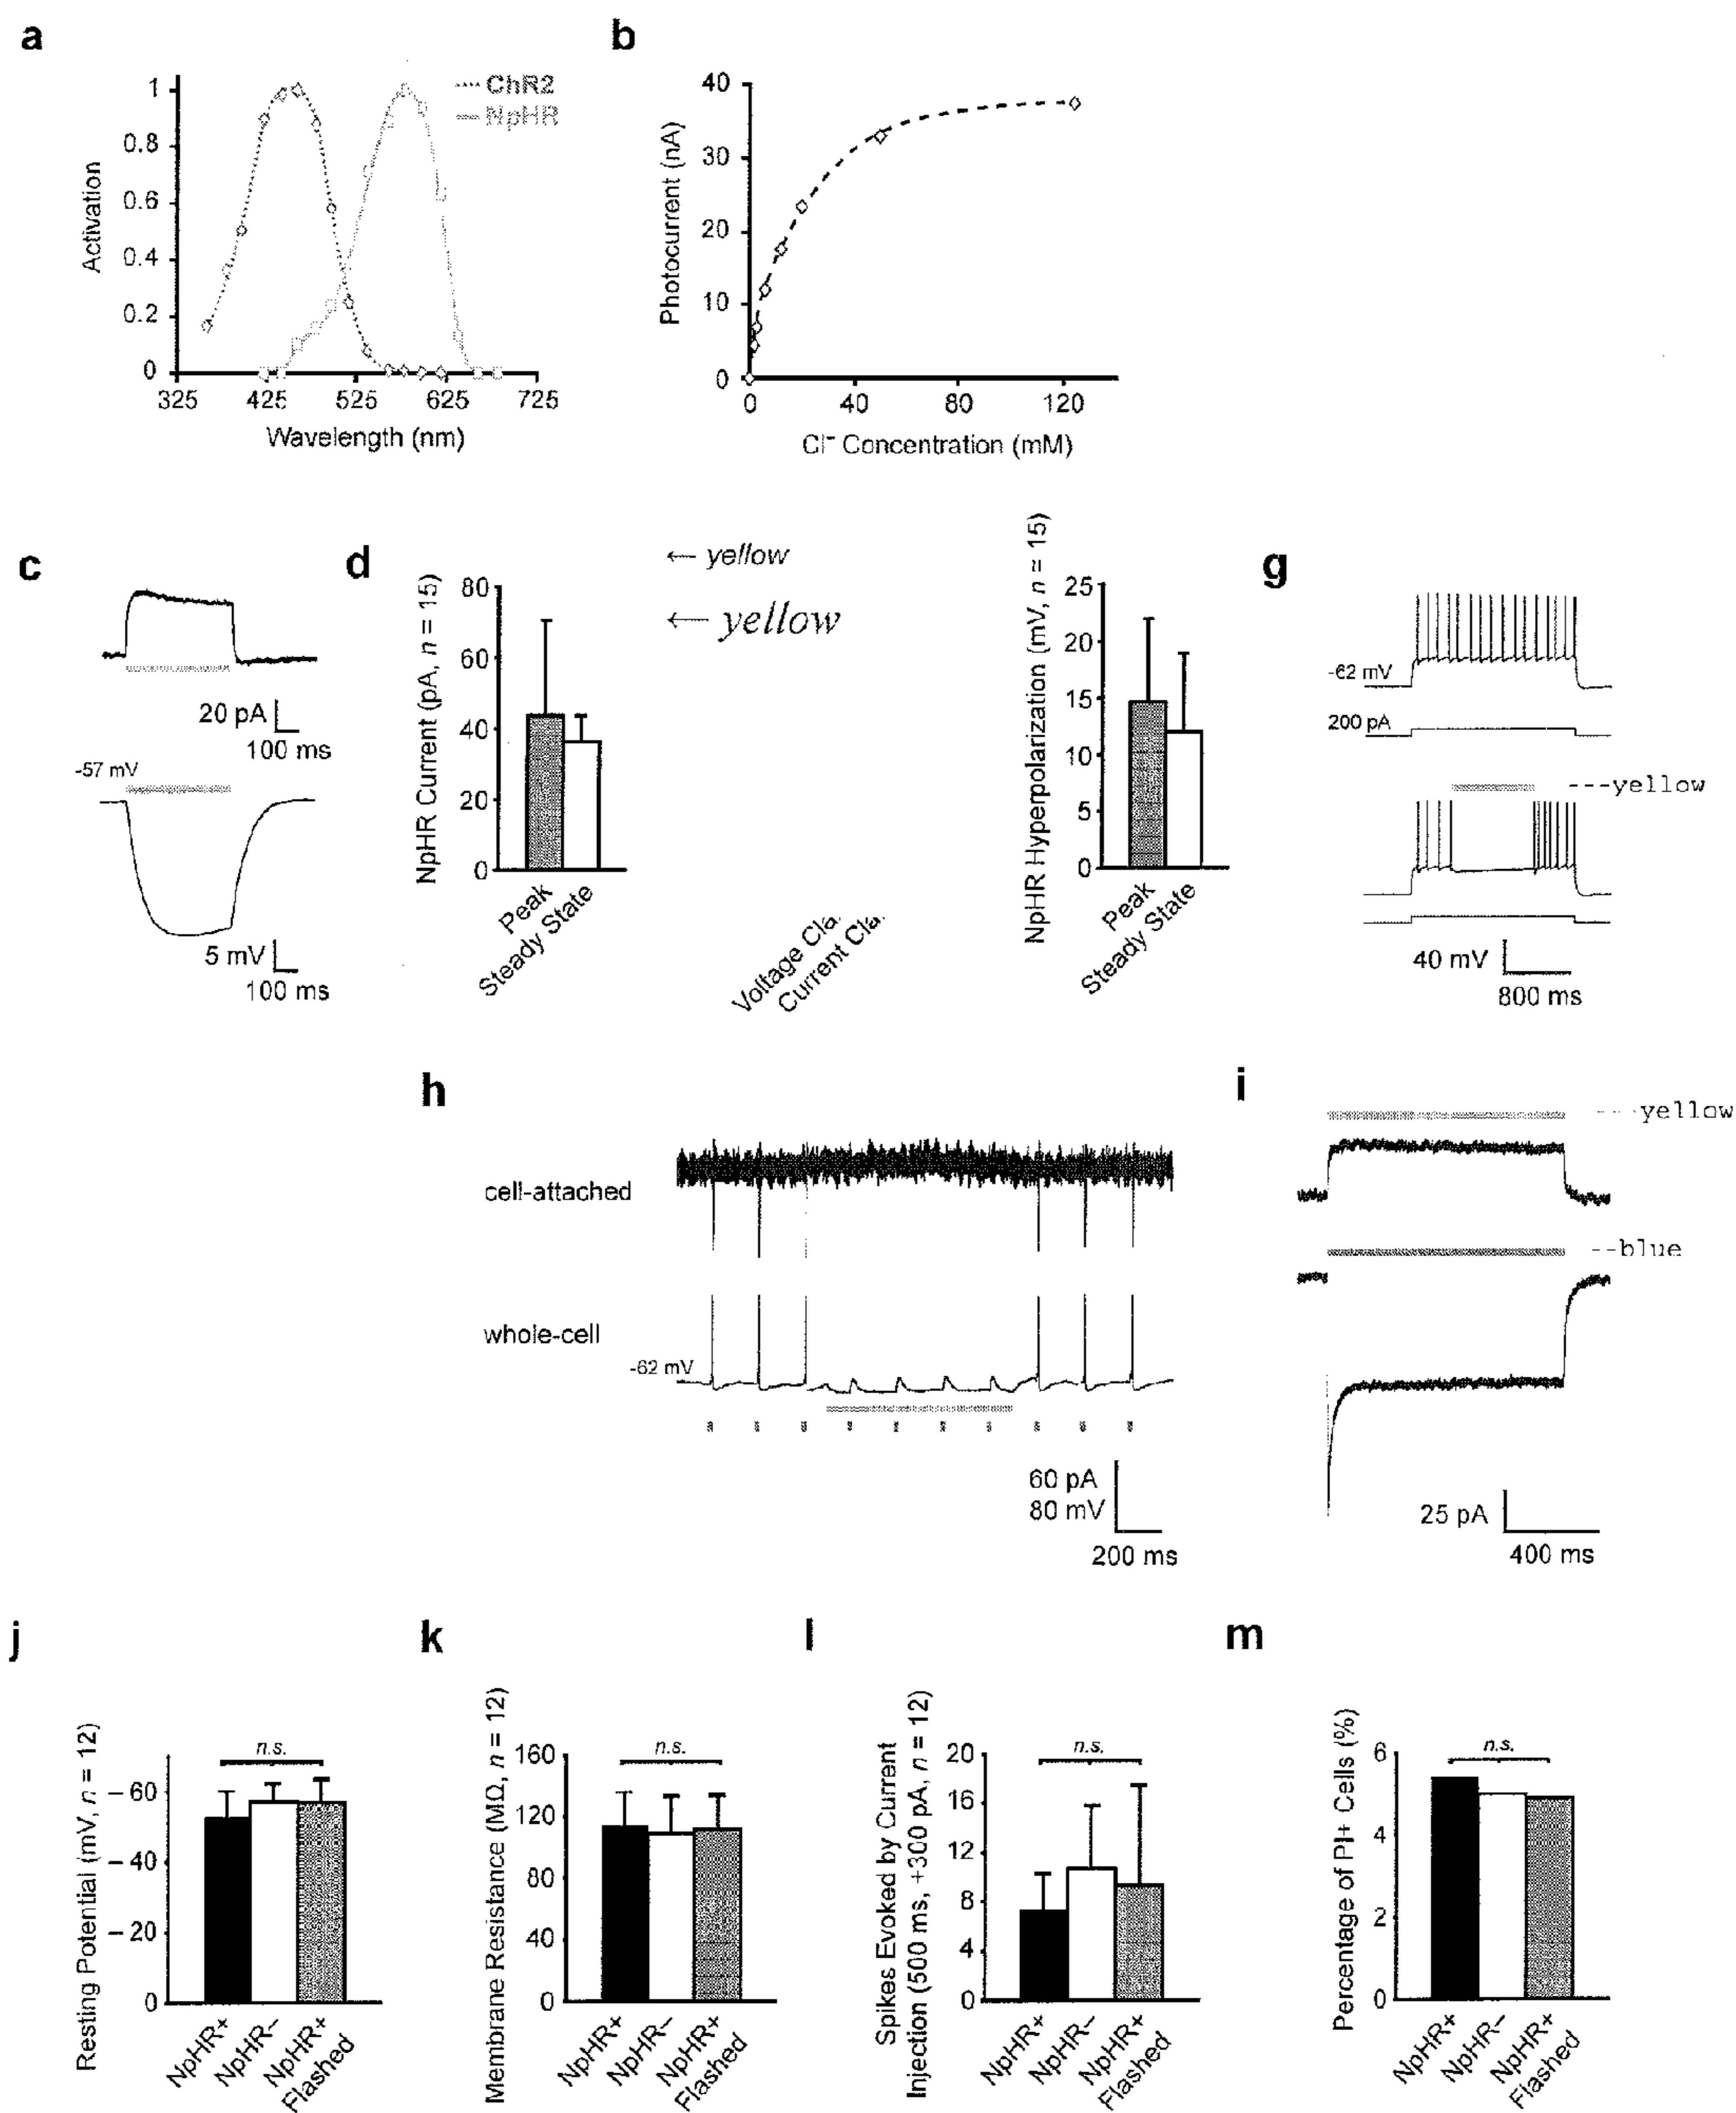 a
b
1
0.8
0.6
0.4
0.2
0
Activation
ChR2
NpHR
325
425
525
625
725
Wavelength (nm)
40
30
20
10
0
Photocurrent (nA)
0
40
80
120
Cl⁻ Concentration (mM)
c
20 pA
100 ms
-57 mV
5 mV
100 ms
d
NpHR Current (pA, n = 15)
80
60
40
20
0
Peak
Steady State
← yellow
← yellow
Voltage Cla.
Current Cla.
NpHR Hyperpolarization (mV, n = 15)
25
20
15
10
5
0
Peak
Steady State
g
-62 mV
200 pA
---yellow
40 mV
800 ms
h
cell-attached
whole-cell
-62 mV
60 pA
80 mV
200 ms
i
yellow
--blue
25 pA
400 ms
j
Resting Potential (mV, n = 12)
n.s.
– 60
– 40
– 20
0
NpHR+
NpHR–
NpHR+
Flashed
k
Membrane Resistance (MΩ, n = 12)
n.s.
160
120
80
40
0
NpHR+
NpHR–
NpHR+
Flashed
l
Spikes Evoked by Current
Injection (500 ms, +300 pA, n = 12)
n.s.
20
16
12
8
4
0
NpHR+
NpHR–
NpHR+
Flashed
m
Percentage of PI+ Cells (%)
n.s.
6
4
2
0
NpHR+
NpHR–
NpHR+
Flashed